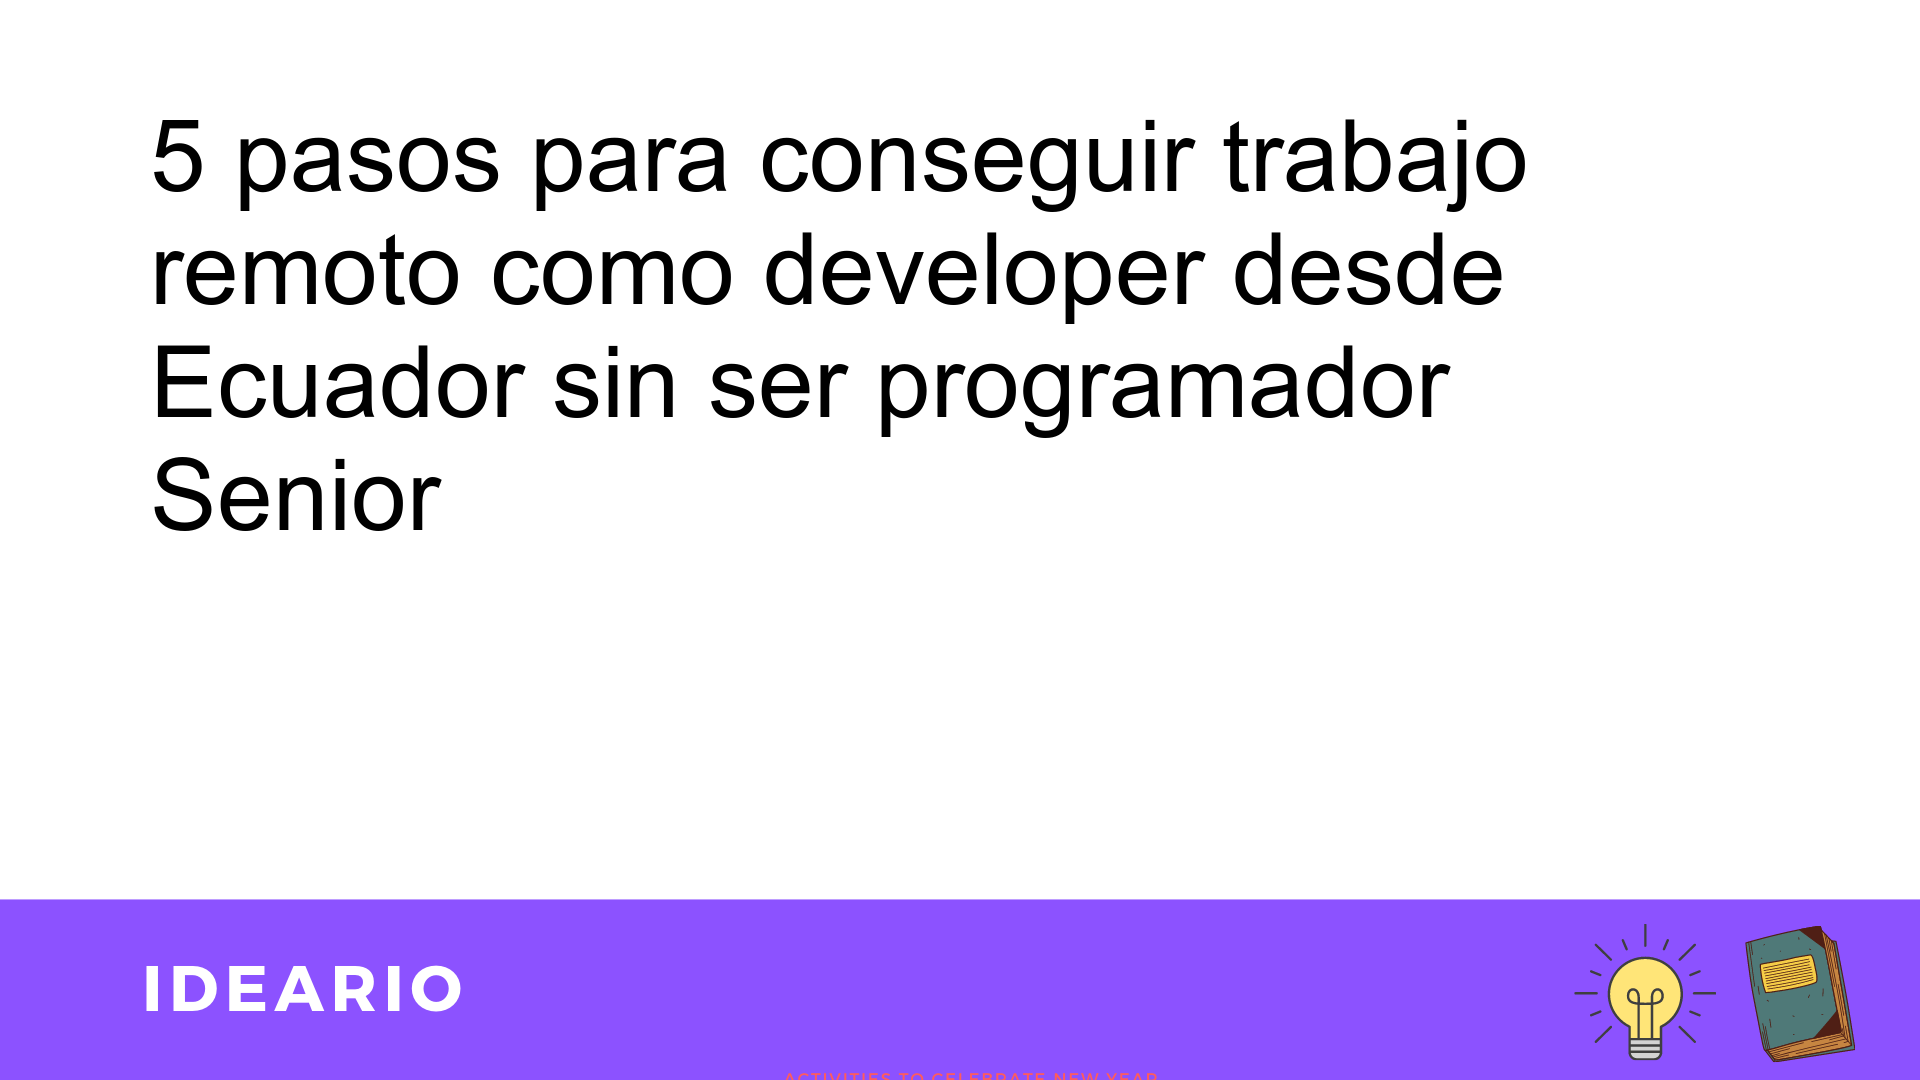 5 pasos para conseguir trabajo
remoto como developer desde
Ecuador sin ser programador
Senior
IDEARIO
ACTIVITIES TO CELEBRATE NEW YEAR